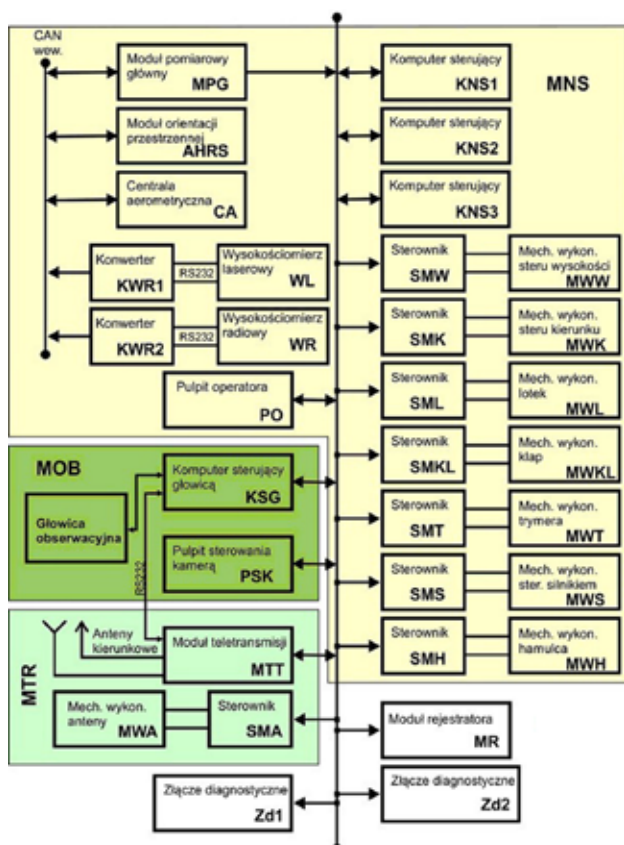 CAN
wew.
Moduł pomiarowy
główny
MPG
Moduł orientacji
przestrzennej
AHRS
Centrala
aerometryczna
CA
Konwerter
KWR1
RS232
Wysokościomierz
laserowy
WL
Konwerter
KWR2
RS232
Wysokościomierz
radiowy
WR
Pulpit operatora
PO
MNS
Komputer sterujący
KNS1
Komputer sterujący
KNS2
Komputer sterujący
KNS3
Sterownik
SMW
Mech. wykon.
steru wysokości
MWW
Sterownik
SMK
Mech. wykon.
steru kierunku
MWK
Sterownik
SML
Mech. wykon.
lotek
MWL
Sterownik
SMKL
Mech. wykon.
klap
MWKL
Sterownik
SMT
Mech. wykon.
trymera
MWT
Sterownik
SMS
Mech. wykon.
ster. silnikiem
MWS
Sterownik
SMH
Mech. wykon.
hamulca
MWH
MOB
Komputer sterujący
głowicą
KSG
Głowica
obserwacyjna
Pulpit sterowania
kamerą
PSK
RS232
MTR
Anteny
kierunkowe
Moduł teletransmisji
MTT
Mech. wykon.
anteny
MWA
Sterownik
SMA
Moduł rejestratora
MR
Złącze diagnostyczne
Zd1
Złącze diagnostyczne
Zd2